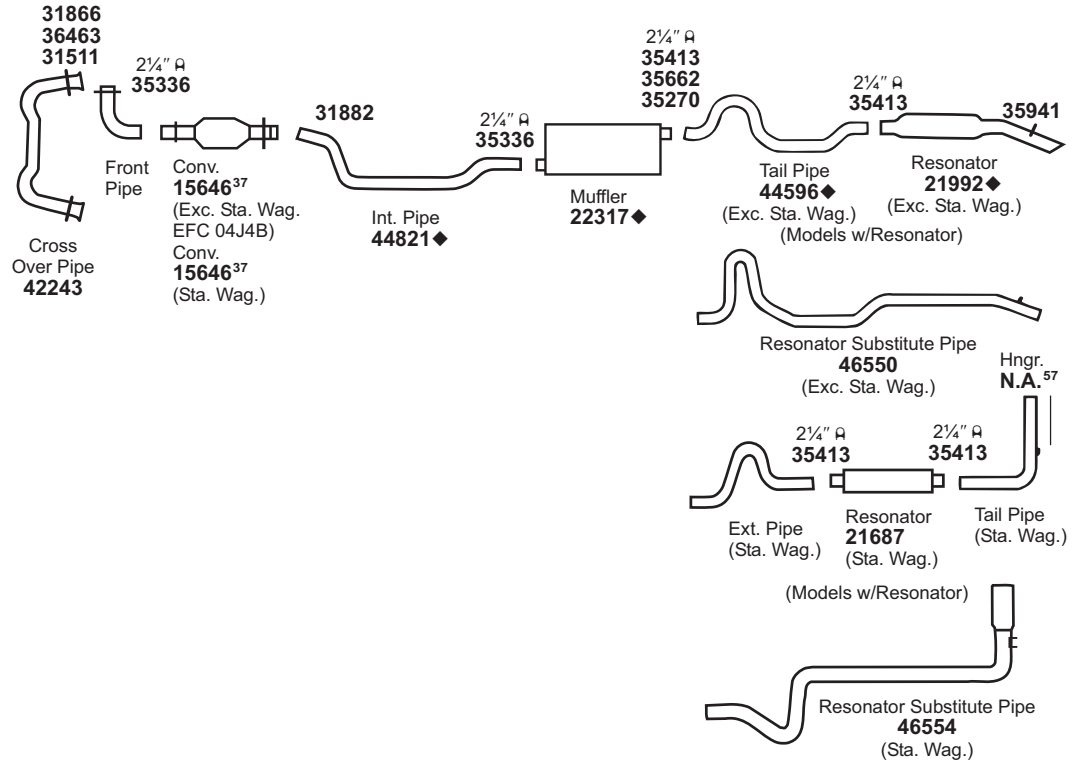 31866
36463
31511
2¼″
35336
Front
Pipe
Cross
Over Pipe
42243
Conv.
15646³⁷
(Exc. Sta. Wag.
EFC 04J4B)
Conv.
15646³⁷
(Sta. Wag.)
31882
Int. Pipe
44821◆
2¼″
35336
Muffler
22317◆
2¼″
35413
35662
35270
Tail Pipe
44596◆
(Exc. Sta. Wag.)
2¼″
35413
35941
Resonator
21992◆
(Exc. Sta. Wag.)
(Models w/Resonator)
Resonator Substitute Pipe
46550
(Exc. Sta. Wag.)
Hngr.
N.A.⁵⁷
Ext. Pipe
(Sta. Wag.)
2¼″
35413
Resonator
21687
(Sta. Wag.)
2¼″
35413
Tail Pipe
(Sta. Wag.)
(Models w/Resonator)
Resonator Substitute Pipe
46554
(Sta. Wag.)